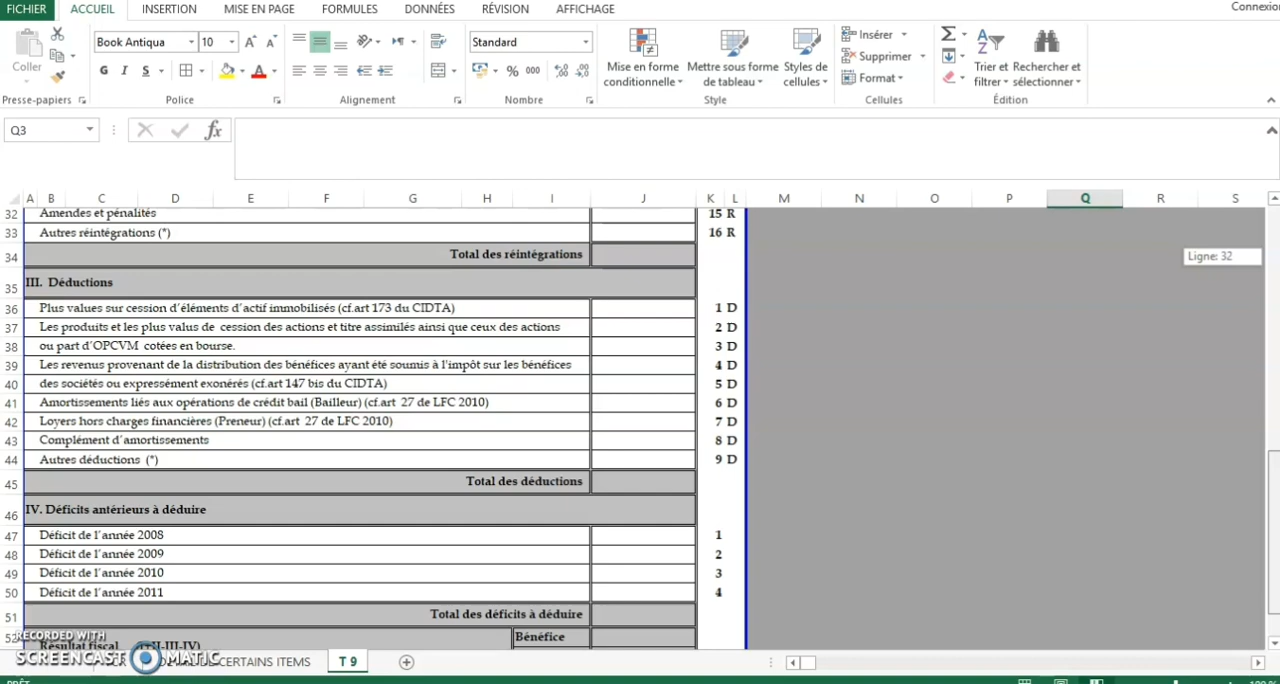 FICHIER ACCUEIL INSERTION MISE EN PAGE FORMULES DONNÉES RÉVISION AFFICHAGE Connexio
Book Antiqua 10 Standard Insérer
Coller Mise en forme Mettre sous forme Styles de Supprimer Trier et Rechercher et
G I S % 000 conditionnelle de tableau cellules Format filtrer sélectionner
Presse-papiers Police Alignement Nombre Style Cellules Édition
Q3 fx
A B C D E F G H I J K L M N O P Q R S
32 Amendes et pénalités 15 R
33 Autres réintégrations (*) 16 R
34 Total des réintégrations Ligne: 32
35 III. Déductions
36 Plus values sur cession d'éléments d'actif immobilisés (cf.art 173 du CIDTA) 1 D
37 Les produits et les plus valus de cession des actions et titre assimilés ainsi que ceux des actions 2 D
38 ou part d'OPCVM cotées en bourse. 3 D
39 Les revenus provenant de la distribution des bénéfices ayant été soumis à l'impôt sur les bénéfices 4 D
40 des sociétés ou expressément exonérés (cf.art 147 bis du CIDTA) 5 D
41 Amortissements liés aux opérations de crédit bail (Bailleur) (cf.art 27 de LFC 2010) 6 D
42 Loyers hors charges financières (Preneur) (cf.art 27 de LFC 2010) 7 D
43 Complément d'amortissements 8 D
44 Autres déductions (*) 9 D
45 Total des déductions
46 IV. Déficits antérieurs à déduire
47 Déficit de l'année 2008 1
48 Déficit de l'année 2009 2
49 Déficit de l'année 2010 3
50 Déficit de l'année 2011 4
51 Total des déficits à déduire
52 Résultat fiscal Bénéfice
RECORDED WITH
SCREENCAST MATIC
CERTAINS ITEMS T 9